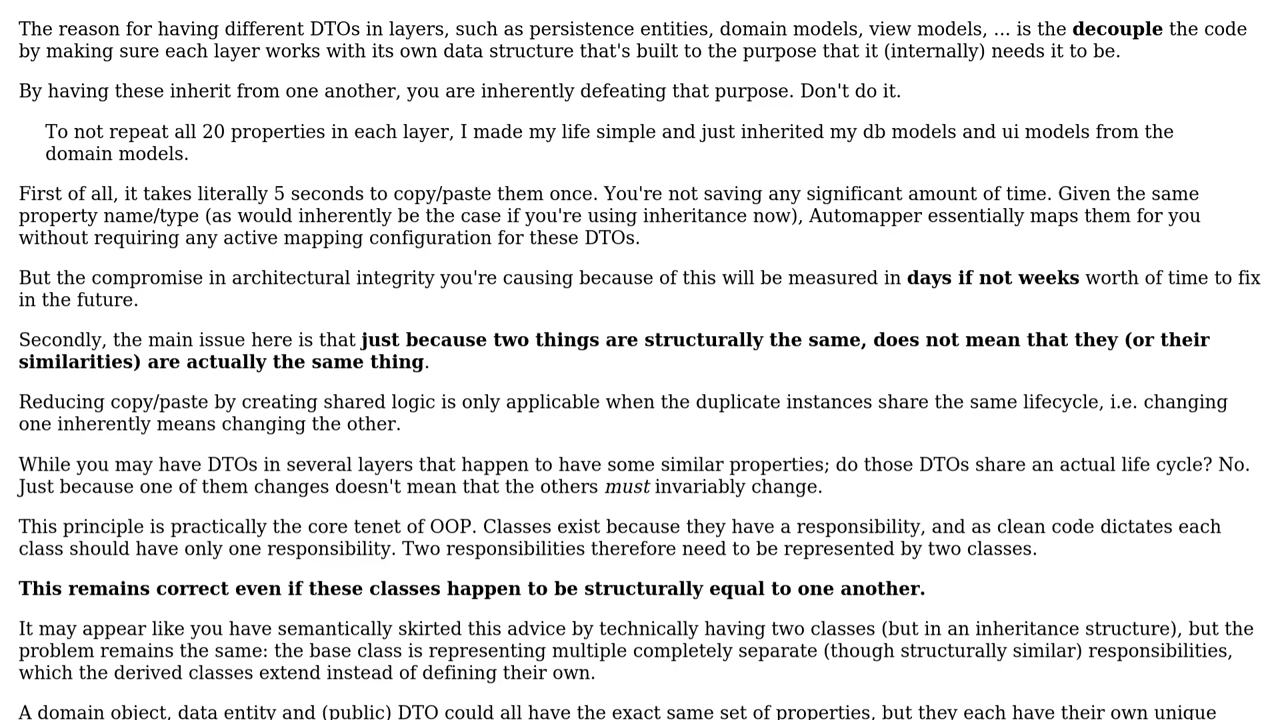 The reason for having different DTOs in layers, such as persistence entities, domain models, view models, ... is the decouple the code
by making sure each layer works with its own data structure that's built to the purpose that it (internally) needs it to be.
By having these inherit from one another, you are inherently defeating that purpose. Don't do it.
To not repeat all 20 properties in each layer, I made my life simple and just inherited my db models and ui models from the
domain models.
First of all, it takes literally 5 seconds to copy/paste them once. You're not saving any significant amount of time. Given the same
property name/type (as would inherently be the case if you're using inheritance now), Automapper essentially maps them for you
without requiring any active mapping configuration for these DTOs.
But the compromise in architectural integrity you're causing because of this will be measured in days if not weeks worth of time to fix
in the future.
Secondly, the main issue here is that just because two things are structurally the same, does not mean that they (or their
similarities) are actually the same thing.
Reducing copy/paste by creating shared logic is only applicable when the duplicate instances share the same lifecycle, i.e. changing
one inherently means changing the other.
While you may have DTOs in several layers that happen to have some similar properties; do those DTOs share an actual life cycle? No.
Just because one of them changes doesn't mean that the others must invariably change.
This principle is practically the core tenet of OOP. Classes exist because they have a responsibility, and as clean code dictates each
class should have only one responsibility. Two responsibilities therefore need to be represented by two classes.
This remains correct even if these classes happen to be structurally equal to one another.
It may appear like you have semantically skirted this advice by technically having two classes (but in an inheritance structure), but the
problem remains the same: the base class is representing multiple completely separate (though structurally similar) responsibilities,
which the derived classes extend instead of defining their own.
A domain object, data entity and (public) DTO could all have the exact same set of properties, but they each have their own unique